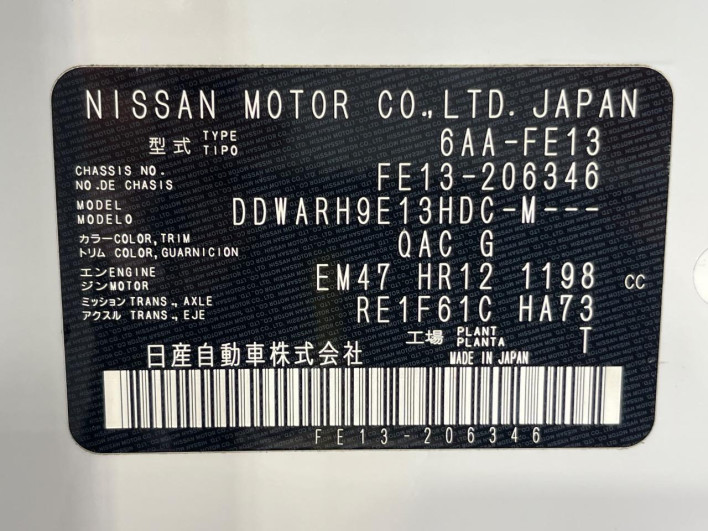 NISSAN MOTOR CO.,LTD. JAPAN
型式 TYPE TIPO 6AA-FE13
CHASSIS NO.
NO.DE CHASIS FE13-206346
MODEL
MODELO DDWARH9E13HDC-M---
カラーCOLOR,TRIM
トリム COLOR,GUARNICION QAC G
エンENGINE
ジンMOTOR EM47 HR12 1198 cc
ミッション TRANS., AXLE
アクスル TRANS., EJE RE1F61C HA73
工場 PLANT PLANTA T
日産自動車株式会社 MADE IN JAPAN
FE13-206346